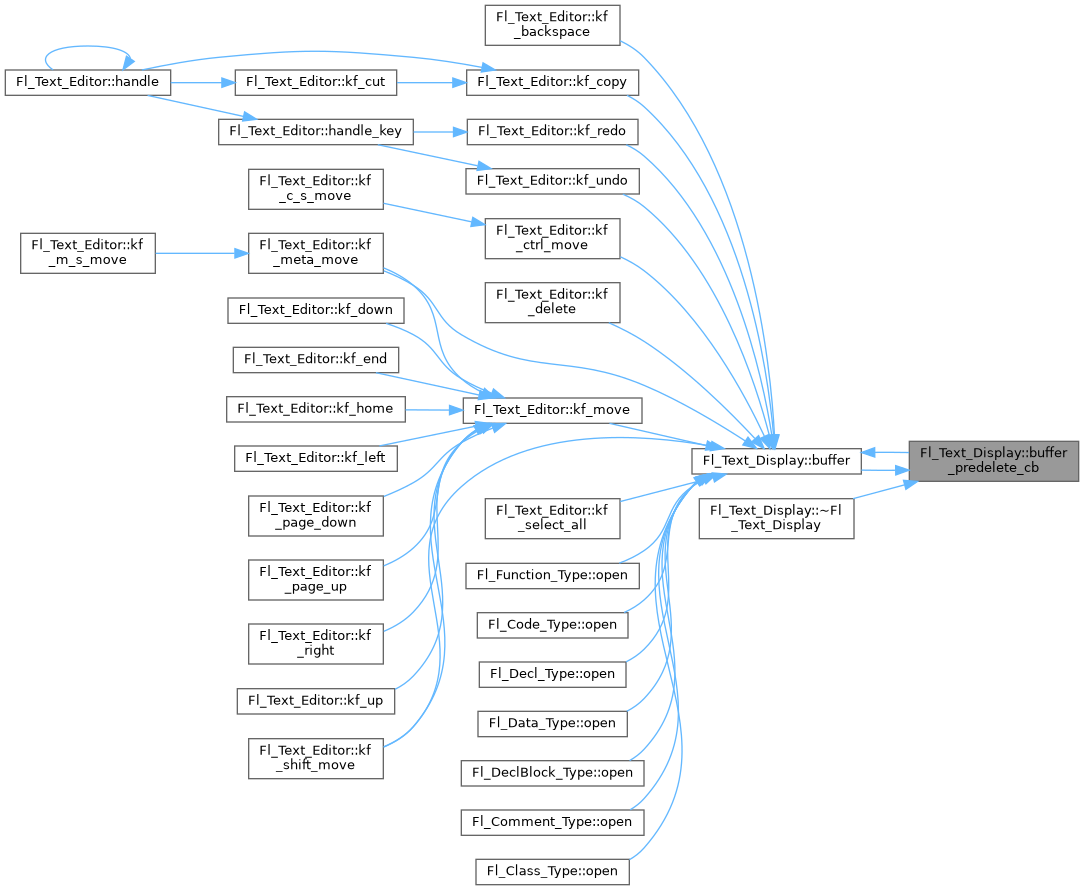 Fl_Text_Editor::kf
_backspace
Fl_Text_Editor::handle
Fl_Text_Editor::kf_cut
Fl_Text_Editor::kf_copy
Fl_Text_Editor::handle_key
Fl_Text_Editor::kf_redo
Fl_Text_Editor::kf
_c_s_move
Fl_Text_Editor::kf_undo
Fl_Text_Editor::kf
_m_s_move
Fl_Text_Editor::kf
_meta_move
Fl_Text_Editor::kf
_ctrl_move
Fl_Text_Editor::kf_down
Fl_Text_Editor::kf
_delete
Fl_Text_Editor::kf_end
Fl_Text_Editor::kf_home
Fl_Text_Editor::kf_move
Fl_Text_Editor::kf_left
Fl_Text_Display::buffer
Fl_Text_Display::buffer
_predelete_cb
Fl_Text_Editor::kf
_page_down
Fl_Text_Editor::kf
_select_all
Fl_Text_Display::~Fl
_Text_Display
Fl_Text_Editor::kf
_page_up
Fl_Function_Type::open
Fl_Text_Editor::kf
_right
Fl_Code_Type::open
Fl_Decl_Type::open
Fl_Text_Editor::kf_up
Fl_Data_Type::open
Fl_Text_Editor::kf
_shift_move
Fl_DeclBlock_Type::open
Fl_Comment_Type::open
Fl_Class_Type::open